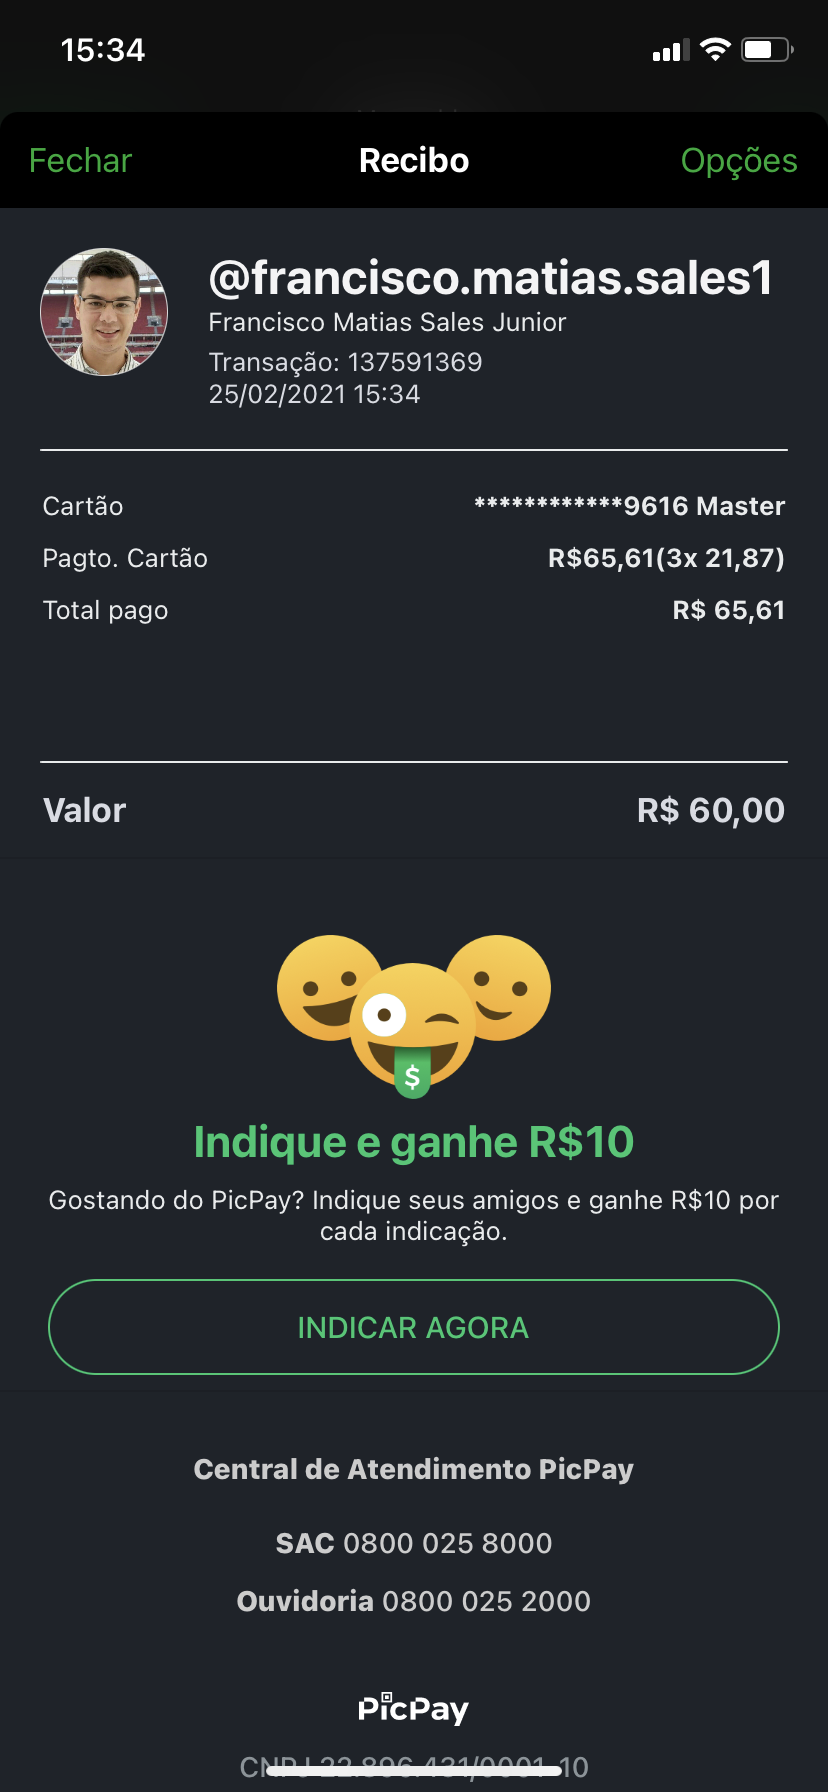 15:34
Fechar Recibo Opções
@francisco.matias.sales1
Francisco Matias Sales Junior
Transação: 137591369
25/02/2021 15:34
Cartão ************9616 Master
Pagto. Cartão R$65,61(3x 21,87)
Total pago R$ 65,61
Valor R$ 60,00
$
Indique e ganhe R$10
Gostando do PicPay? Indique seus amigos e ganhe R$10 por
cada indicação.
INDICAR AGORA
Central de Atendimento PicPay
SAC 0800 025 8000
Ouvidoria 0800 025 2000
PicPay
CNPJ 22.896.431/0001-10